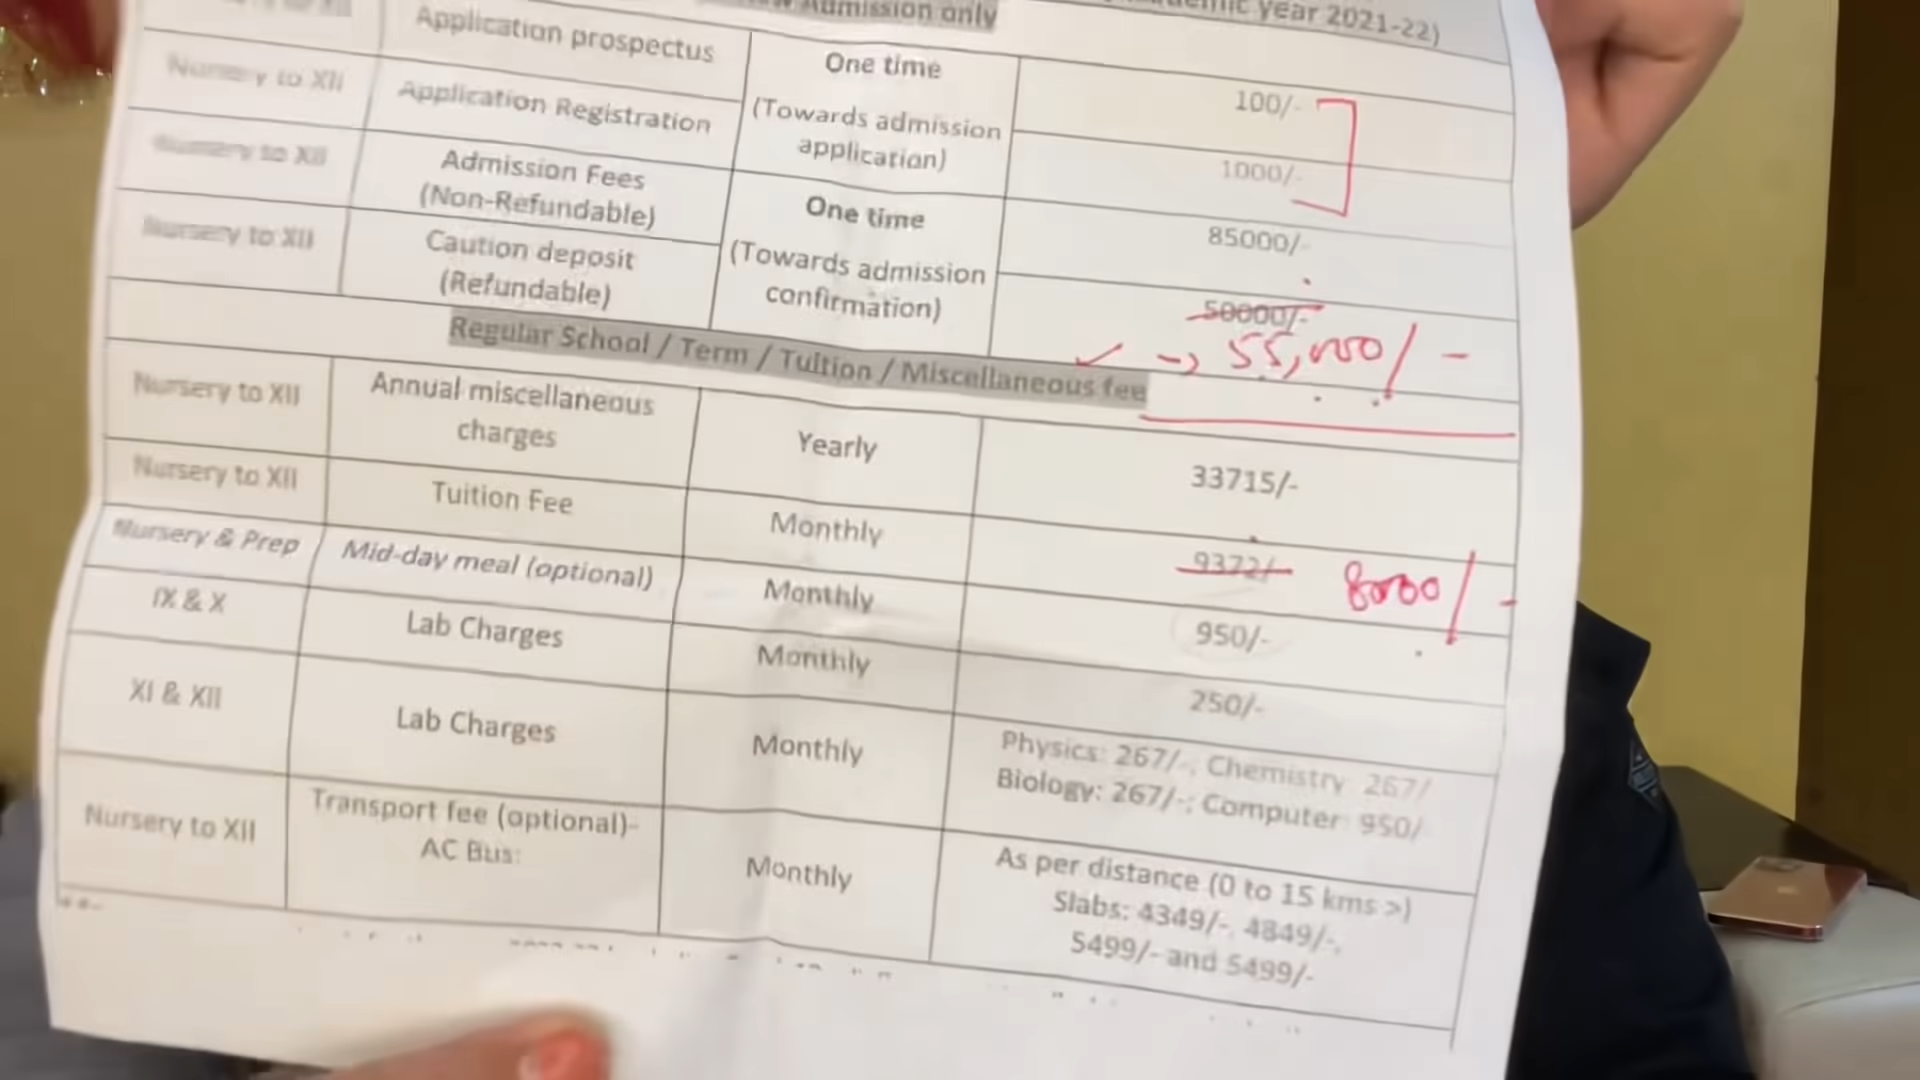 Admission only
year 2021-22)
Application prospectus
One time
100/-
Nursery to XII
Application Registration
(Towards admission
application)
1000/-
Nursery to XII
Admission Fees
(Non-Refundable)
One time
85000/-
Nursery to XII
Caution deposit
(Refundable)
(Towards admission
confirmation)
50000/-
55,000/-
Regular School / Term / Tuition / Miscellaneous fee
Nursery to XII
Annual miscellaneous
charges
Yearly
33715/-
Nursery to XII
Tuition Fee
Monthly
9372/-
8000/-
Nursery & Prep
Mid-day meal (optional)
Monthly
950/-
IX & X
Lab Charges
Monthly
250/-
XI & XII
Lab Charges
Monthly
Physics: 267/-, Chemistry 267/
Biology: 267/-; Computer 950/-
Nursery to XII
Transport fee (optional)-
AC Bus:
Monthly
As per distance (0 to 15 kms >)
Slabs: 4349/-, 4849/-,
5499/- and 5499/-